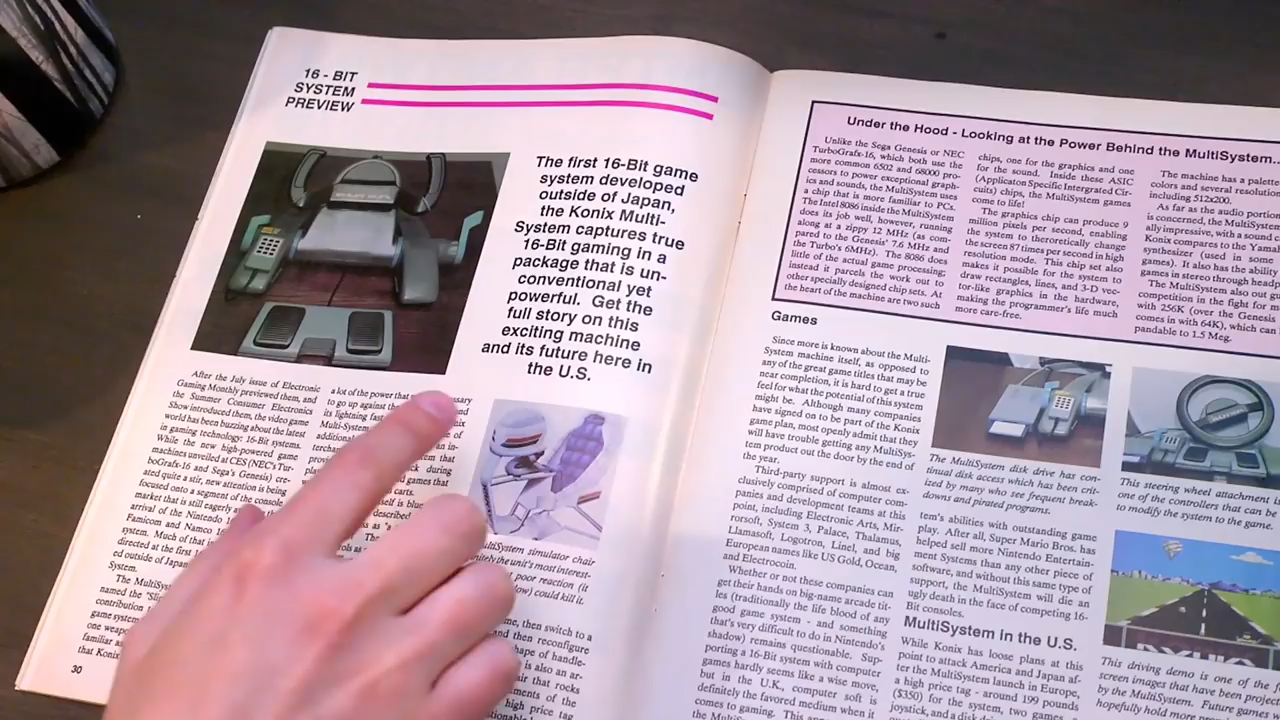 16 - BIT
SYSTEM
PREVIEW
The first 16-Bit game
system developed
outside of Japan,
the Konix Multi-
System captures true
16-Bit gaming in a
package that is un-
conventional yet
powerful. Get the
full story on this
exciting machine
and its future here in
the U.S.
After the July issue of Electronic
Gaming Monthly previewed them, and
the Summer Consumer Electronics
Show introduced them, the video game
world has been buzzing about the latest
in gaming technology: 16-Bit systems.
While the new high-powered game
machines unveiled at CES (NEC's Tur-
boGrafx-16 and Sega's Genesis) cre-
ated quite a stir, new attention is being
focused onto a segment of the console
market that is still eagerly
arrival of the Nintendo
Famicom and Namco
system. Much of that
directed at the first
ed outside of Japan
System.
The MultiSys
named the
contribution
game system
one weap
familiar as
that Konix
30
a lot of the power that
to go up against the
its lightning fas
Multi-System
additional
games that
carts.
during
described
MultiSystem simulator chair
the unit's most interest-
poor reaction (it
could kill it.
then switch to a
and then reconfigure
shape of handle-
is also an
that rocks
high price tag
Under the Hood - Looking at the Power Behind the MultiSystem...
Unlike the Sega Genesis or NEC
TurboGrafx-16, which both use the
more common 6502 and 68000 pro-
cessors to power exceptional graph-
ics and sounds, the MultiSystem uses
a chip that is more familiar to PCs.
The Intel 8086 inside the MultiSystem
does its job well, however, running
along at a zippy 12 MHz (as com-
pared to the Genesis' 7.6 MHz and
the Turbo's 6MHz). The 8086 does
little of the actual game processing;
instead it parcels the work out to
other specially designed chip sets. At
the heart of the machine are two such
chips, one for the graphics and one
for the sound. Inside these ASIC
(Applicaton Specific Intergrated Cir-
cuits) chips, the MultiSystem games
come to life!
The graphics chip can produce 9
million pixels per second, enabling
the system to theroretically change
the screen 87 times per second in high
resolution mode. This chip set also
makes it possible for the system to
draw rectangles, lines, and 3-D vec-
tor-like graphics in the hardware,
making the programmer's life much
more care-free.
The machine has a palette
colors and several resolution
including 512x200.
As far as the audio portion
is concerned, the MultiSystem
ally impressive, with a sound c
Konix compares to the Yama
synthesizer (used in some
games). It also has the ability
games in stereo through headp
The MultiSystem also out g
competition in the fight for m
with 256K (over the Genesis
comes in with 64K), which can
pandable to 1.5 Meg.
Games
Since more is known about the Multi-
System machine itself, as opposed to
any of the great game titles that may be
near completion, it is hard to get a true
feel for what the potential of this system
might be. Although many companies
have signed on to be part of the Konix
game plan, most openly admit that they
will have trouble getting any MultiSys-
tem product out the door by the end of
the year.
Third-party support is almost ex-
clusively comprised of computer com-
panies and development teams at this
point, including Electronic Arts, Mir-
rorsoft, System 3, Palace, Thalamus,
Llamasoft, Logotron, Linel, and big
European names like US Gold, Ocean,
and Electrocoin.
Whether or not these companies can
get their hands on big-name arcade tit-
les (traditionally the life blood of any
good game system - and something
that's very difficult to do in Nintendo's
shadow) remains questionable. Sup-
porting a 16-Bit system with computer
games hardly seems like a wise move,
but in the U.K., computer soft is
definitely the favored medium when it
comes to gaming. This
the MultiSystem
The MultiSystem disk drive has con-
tinual disk access which has been crit-
ized by many who see frequent break-
downs and pirated programs.
tem's abilities with outstanding game
play. After all, Super Mario Bros. has
helped sell more Nintendo Entertain-
ment Systems than any other piece of
software, and without this same type of
support, the MultiSystem will die an
ugly death in the face of competing 16-
Bit consoles.
MultiSystem in the U.S.
While Konix has loose plans at this
point to attack America and Japan af-
ter the MultiSystem launch in Europe,
a high price tag - around 199 pounds
($350) for the system, two games,
joystick, and a disk
This steering wheel attachment
one of the controllers that can be
to modify the system to the game.
This driving demo is one of the f
screen images that have been projec
by the MultiSystem. Future games
hopefully hold more